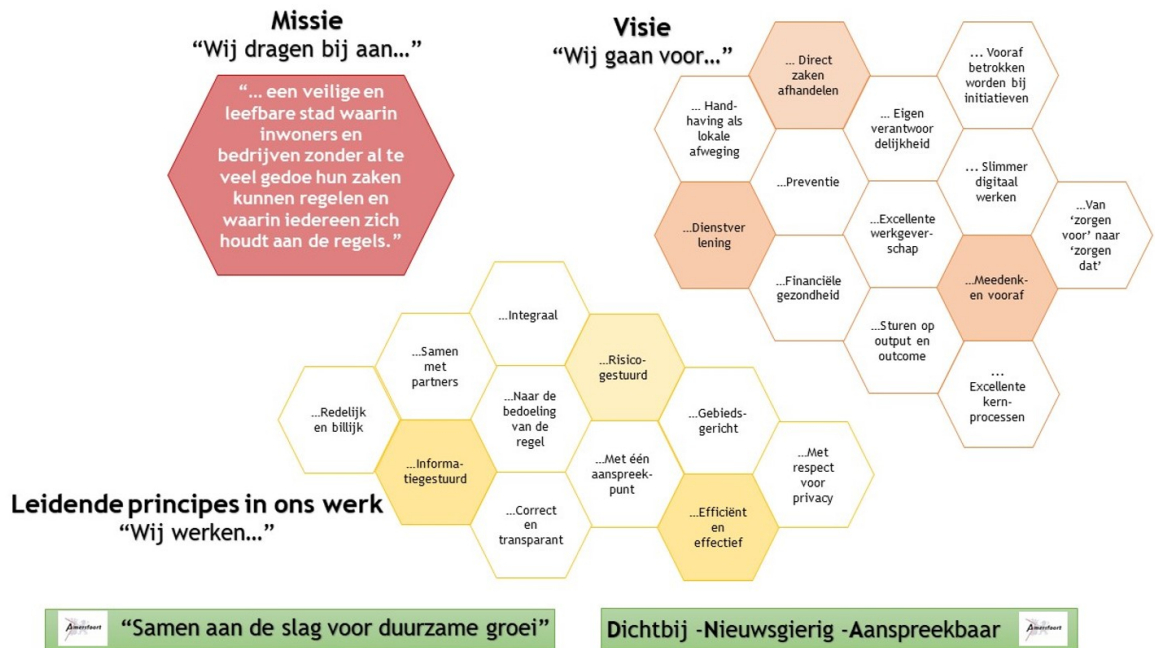 Missie
“Wij dragen bij aan…”
“… een veilige en
leefbare stad waarin
inwoners en
bedrijven zonder al te
veel gedoe hun zaken
kunnen regelen en
waarin iedereen zich
houdt aan de regels.”
Visie
“Wij gaan voor…”
… Direct
zaken
afhandelen
… Vooraf
betrokken
worden bij
initiatieven
… Hand-
having als
lokale
afweging
… Eigen
verantwoor
delijkheid
…Preventie
… Slimmer
digitaal
werken
…Dienstver
lening
…Excellente
werkgever-
schap
…Van
‘zorgen
voor’ naar
‘zorgen
dat’
…Financiële
gezondheid
…Meedenk-
en vooraf
…Sturen op
output en
outcome
…
Excellente
kern-
processen
…Integraal
…Samen
met
partners
…Risico-
gestuurd
…Redelijk
en billijk
…Naar de
bedoeling
van de
regel
…Gebieds-
gericht
…Informa-
tiegestuurd
…Met één
aanspreek-
punt
…Met
respect
voor
privacy
…Correct
en
transparant
…Efficiënt
en
effectief
Leidende principes in ons werk
“Wij werken…”
Amersfoort
“Samen aan de slag voor duurzame groei”
Dichtbij -Nieuwsgierig -Aanspreekbaar
Amersfoort